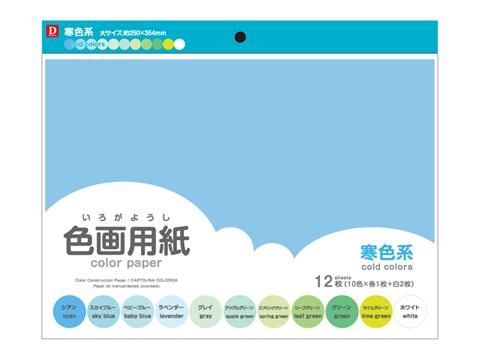 D 寒色系 大サイズ:約250×354mm
cold colors
いろがようし
色画用紙
color paper
Color Construction Paper / CARTOLINA COLORIDA
Papel de manualidades coloreado
寒色系
cold colors
12 sheets 枚(10色×各1枚+白2枚)
シアン スカイブルー ベビーブルー ラベンダー グレイ アップルグリーン スプリンググリーン リーフグリーン グリーン ライムグリーン ホワイト
cyan sky blue baby blue lavender gray apple green spring green leaf green green lime green white